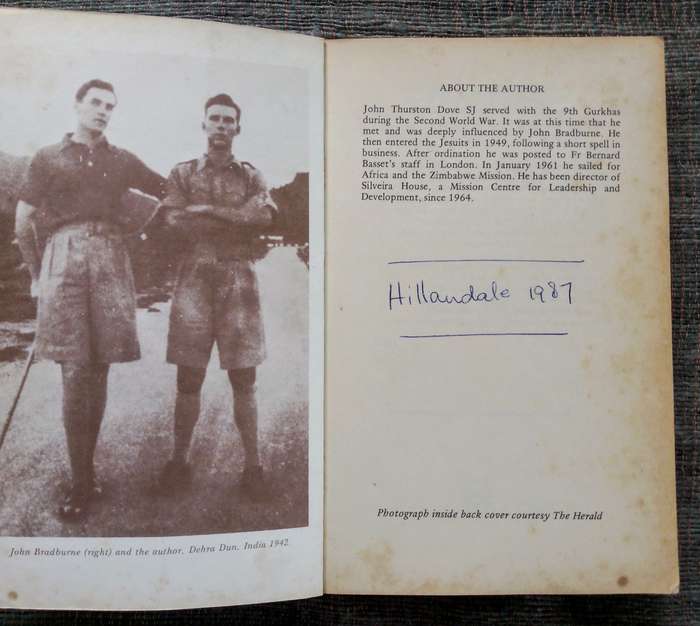 John Bradburne (right) and the author, Dehra Dun. India 1942.
ABOUT THE AUTHOR
John Thurston Dove SJ served with the 9th Gurkhas
during the Second World War. It was at this time that he
met and was deeply influenced by John Bradburne. He
then entered the Jesuits in 1949, following a short spell in
business. After ordination he was posted to Fr Bernard
Basset's staff in London. In January 1961 he sailed for
Africa and the Zimbabwe Mission. He has been director of
Silveira House, a Mission Centre for Leadership and
Development, since 1964.
Hillandale 1987
Photograph inside back cover courtesy The Herald